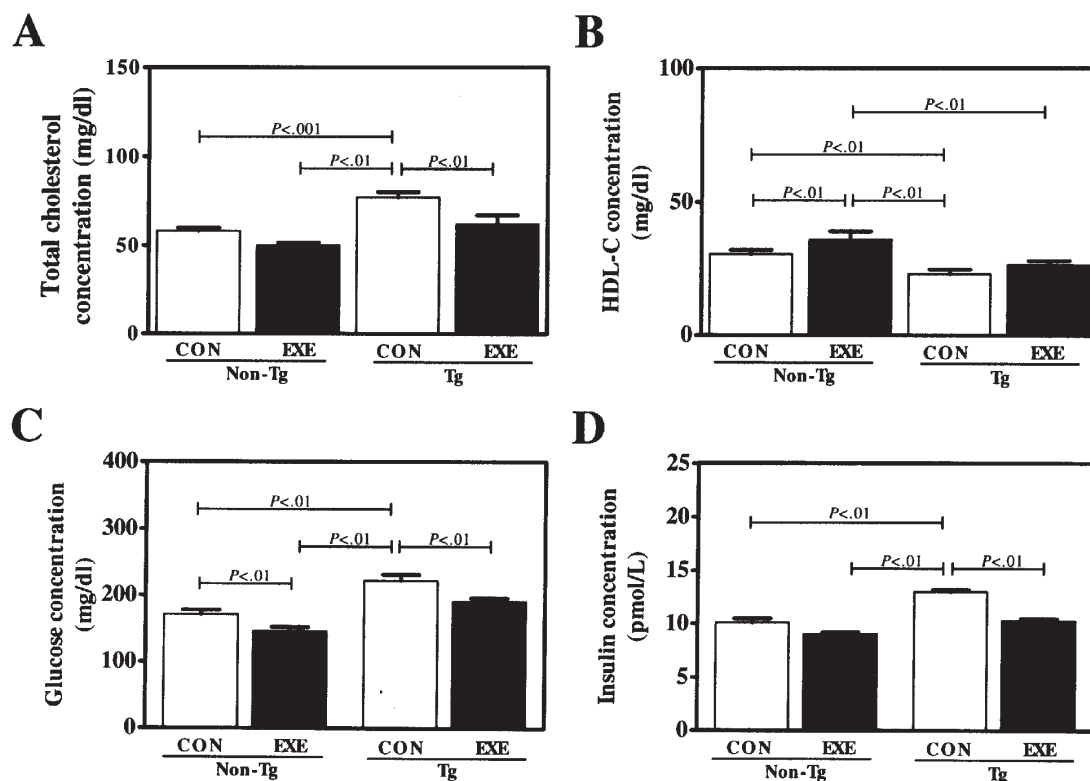 A
Total cholesterol
concentration (mg/dl)
150
100
50
0
P<.001
P<.01
P<.01
CON
EXE
CON
EXE
Non-Tg
Tg
B
HDL-C concentration
(mg/dl)
100
50
0
P<.01
P<.01
P<.01
P<.01
CON
EXE
CON
EXE
Non-Tg
Tg
C
Glucose concentration
(mg/dl)
400
300
200
100
0
P<.01
P<.01
P<.01
P<.01
CON
EXE
CON
EXE
Non-Tg
Tg
D
Insulin concentration
(pmol/L)
25
20
15
10
5
0
P<.01
P<.01
P<.01
CON
EXE
CON
EXE
Non-Tg
Tg